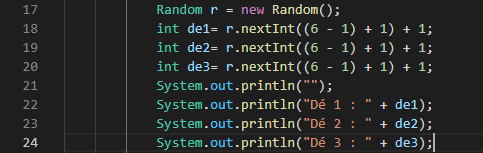 17 Random r = new Random();
18 int de1= r.nextInt((6 - 1) + 1) + 1;
19 int de2= r.nextInt((6 - 1) + 1) + 1;
20 int de3= r.nextInt((6 - 1) + 1) + 1;
21 System.out.println("");
22 System.out.println("Dé 1 : " + de1);
23 System.out.println("Dé 2 : " + de2);
24 System.out.println("Dé 3 : " + de3);